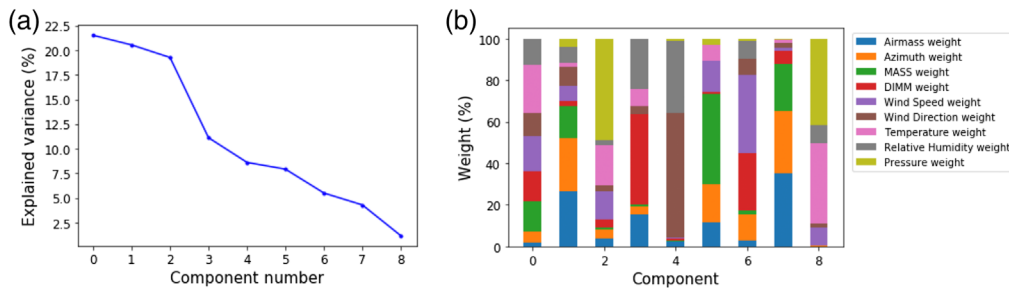 (a)
Explained variance (%)
22.5
20.0
17.5
15.0
12.5
10.0
7.5
5.0
2.5
0 1 2 3 4 5 6 7 8
Component number
(b)
Weight (%)
100
80
60
40
20
0
0 2 4 6 8
Component
Airmass weight
Azimuth weight
MASS weight
DIMM weight
Wind Speed weight
Wind Direction weight
Temperature weight
Relative Humidity weight
Pressure weight